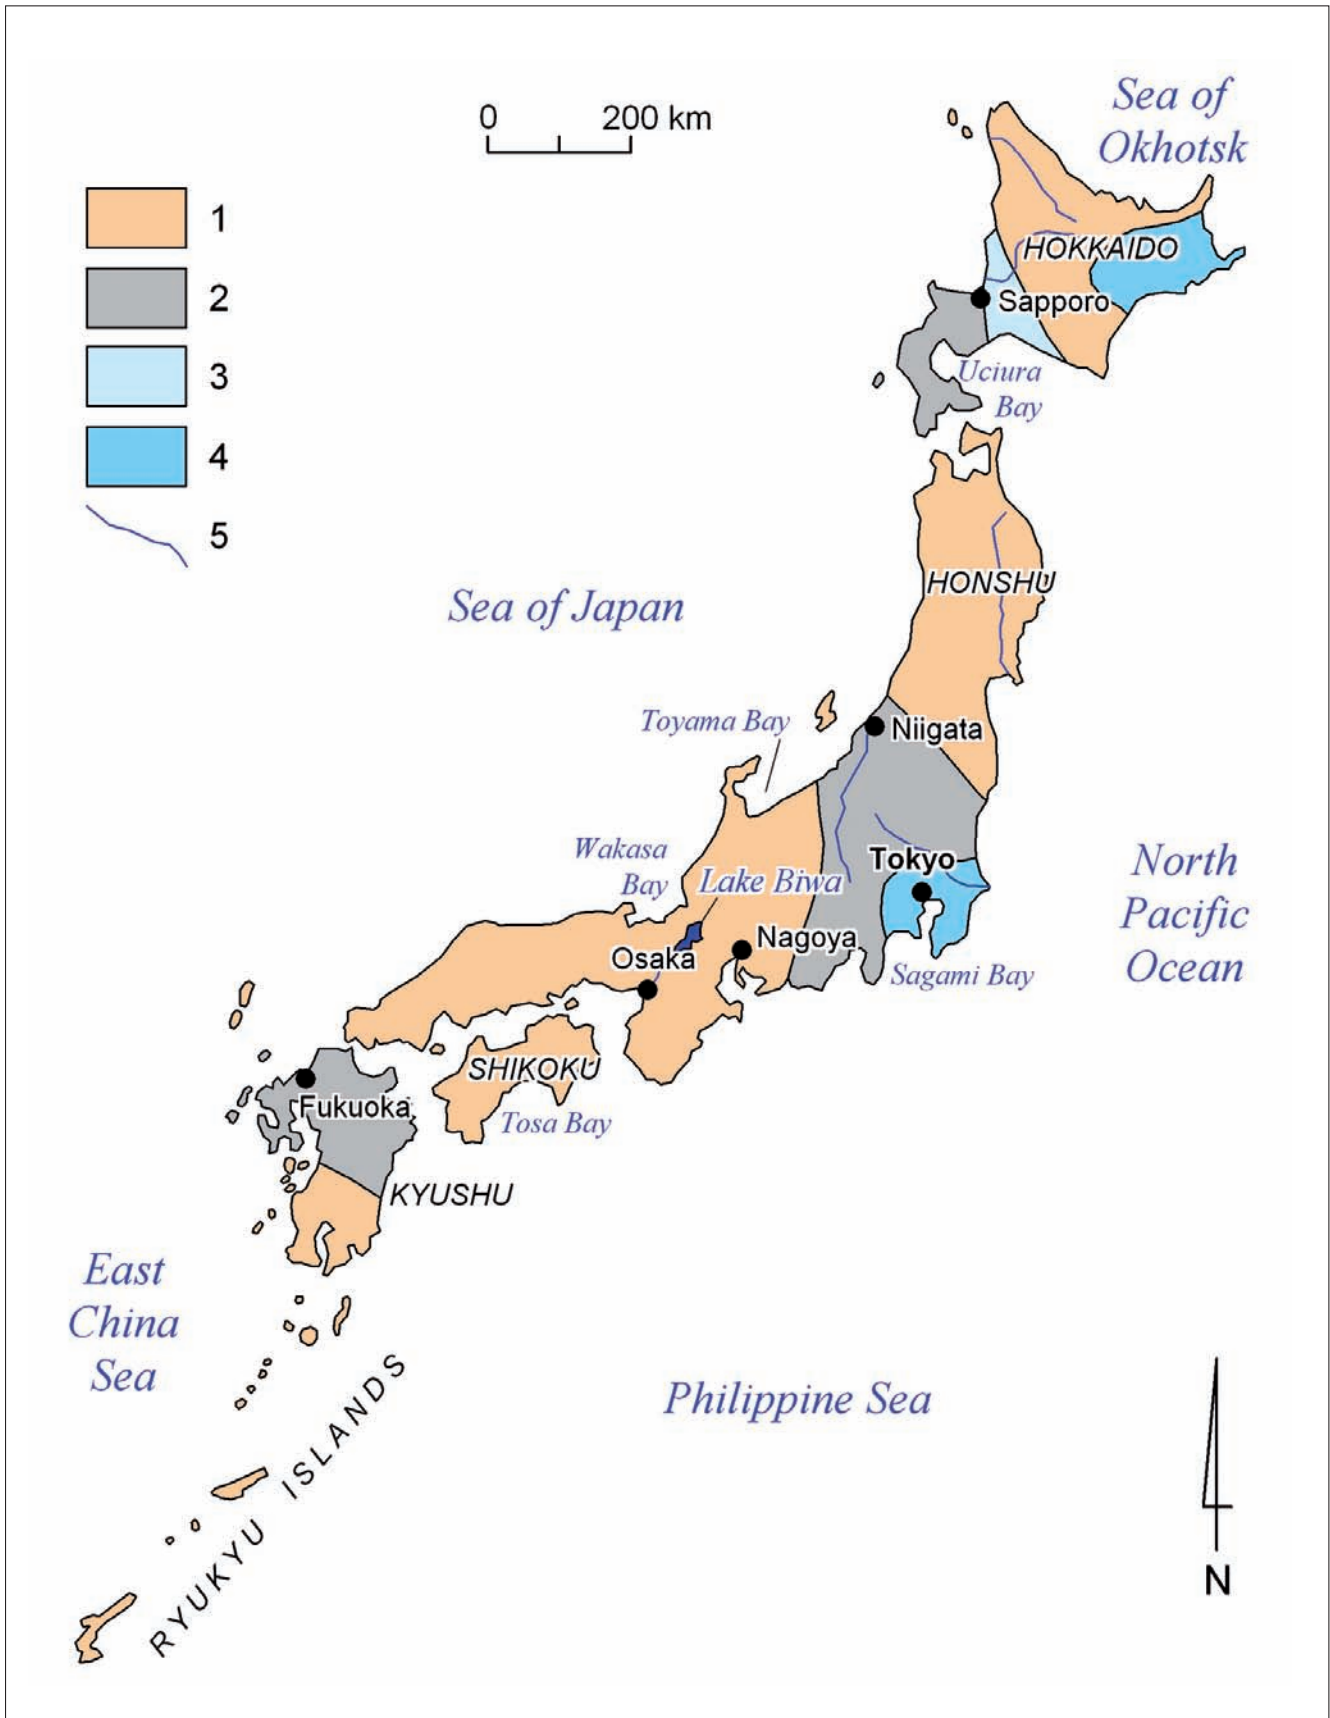 Sea of
Okhotsk
0 200 km
1
HOKKAIDO
2
Sapporo
3
Uciura
Bay
4
5
HONSHU
Sea of Japan
Toyama Bay
Niigata
Wakasa
Bay
Tokyo
Lake Biwa
North
Pacific
Ocean
Nagoya
Osaka
Sagami Bay
SHIKOKU
Fukuoka
Tosa Bay
KYUSHU
East
China
Sea
Philippine Sea
RYUKYU ISLANDS
N